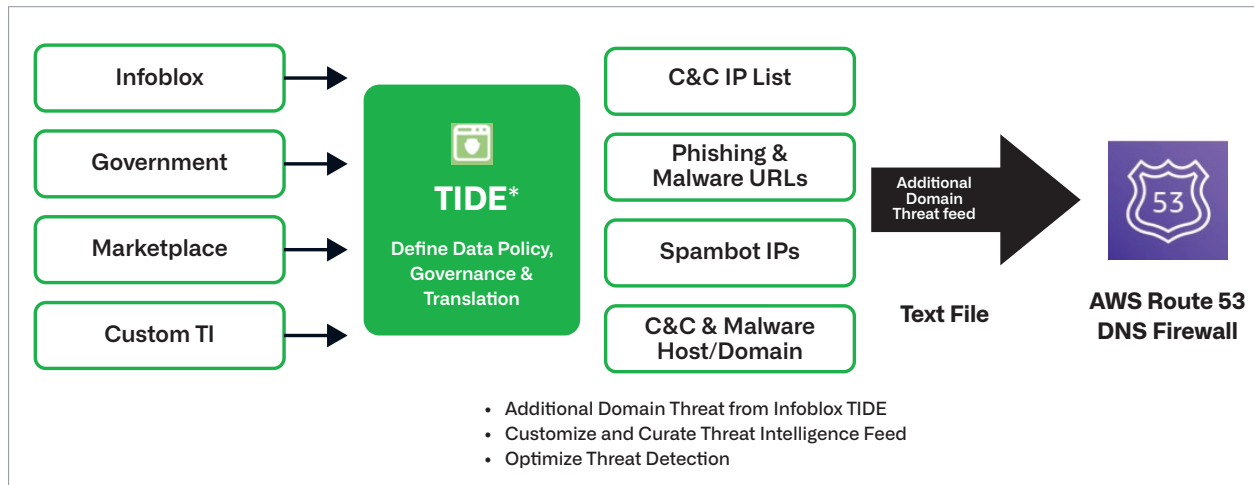 Infoblox
Government
Marketplace
Custom TI
TIDE*
Define Data Policy,
Governance &
Translation
C&C IP List
Phishing &
Malware URLs
Spambot IPs
C&C & Malware
Host/Domain
Additional
Domain
Threat feed
Text File
53
AWS Route 53
DNS Firewall
• Additional Domain Threat from Infoblox TIDE
• Customize and Curate Threat Intelligence Feed
• Optimize Threat Detection